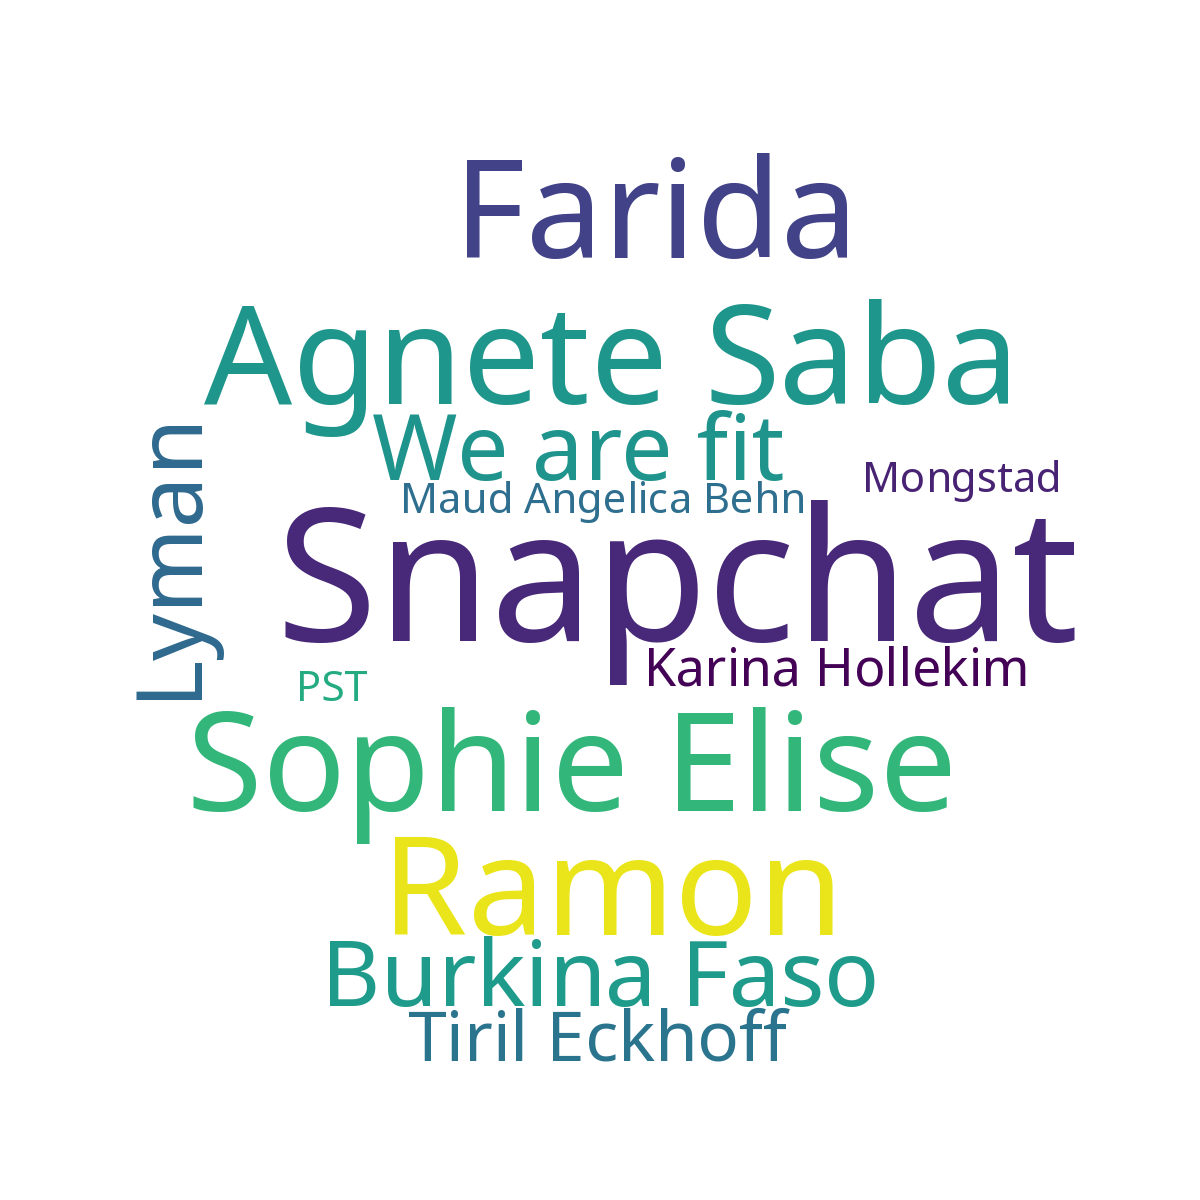 Farida
Agnete Saba
We are fit
Mongstad
Maud Angelica Behn
Lyman
Snapchat
Karina Hollekim
PST
Sophie Elise
Ramon
Burkina Faso
Tiril Eckhoff